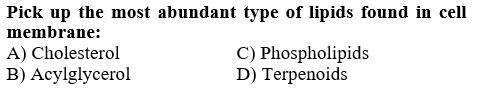 Pick up the most abundant type of lipids found in cell
membrane:
A) Cholesterol C) Phospholipids
B) Acylglycerol D) Terpenoids